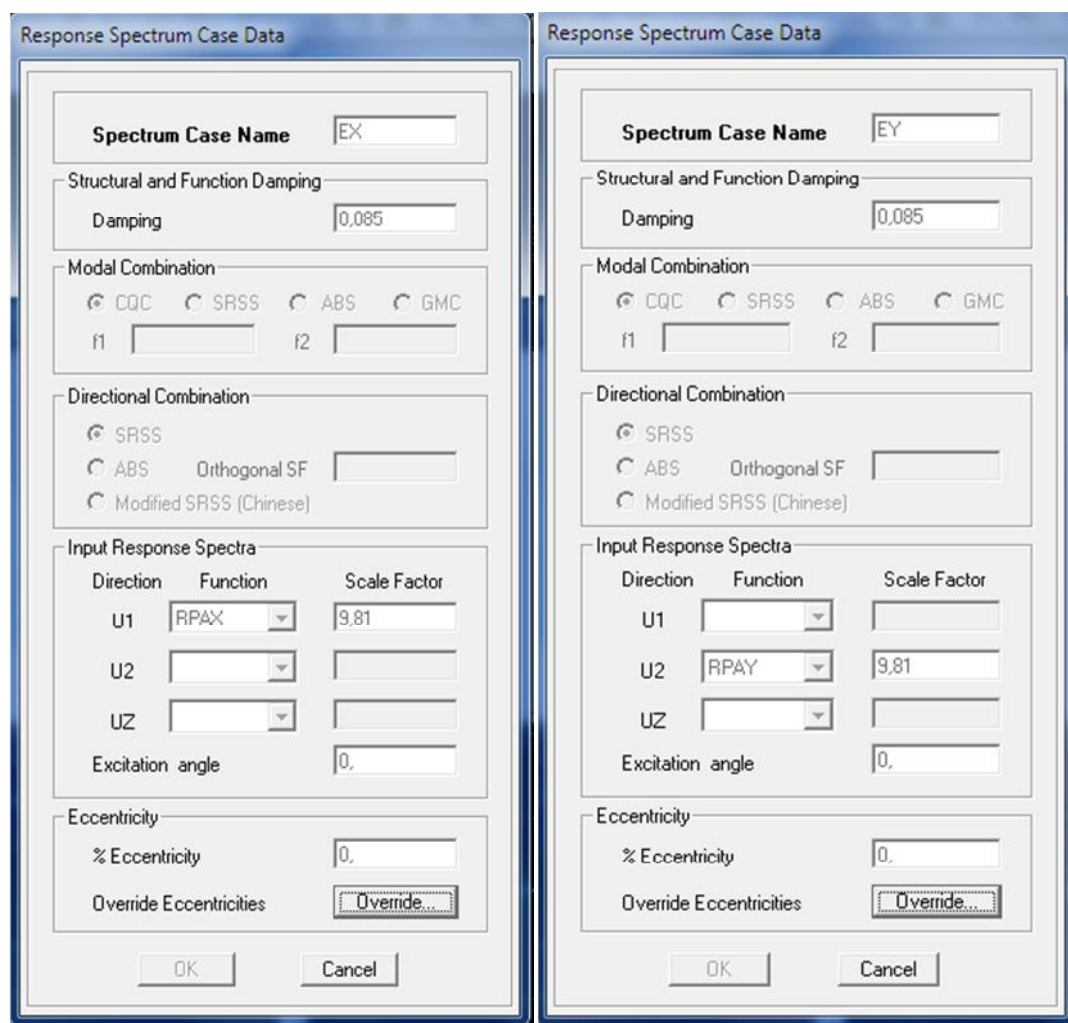 Response Spectrum Case Data
Spectrum Case Name EX
Structural and Function Damping
Damping 0,085
Modal Combination
CQC SRSS ABS GMC
f1 f2
Directional Combination
SRSS
ABS Orthogonal SF
Modified SRSS (Chinese)
Input Response Spectra
Direction Function Scale Factor
U1 RPAX 9,81
U2
UZ
Excitation angle 0,
Eccentricity
% Eccentricity 0,
Override Eccentricities Override...
OK Cancel
Response Spectrum Case Data
Spectrum Case Name EY
Structural and Function Damping
Damping 0,085
Modal Combination
CQC SRSS ABS GMC
f1 f2
Directional Combination
SRSS
ABS Orthogonal SF
Modified SRSS (Chinese)
Input Response Spectra
Direction Function Scale Factor
U1
U2 RPAY 9,81
UZ
Excitation angle 0,
Eccentricity
% Eccentricity 0,
Override Eccentricities Override...
OK Cancel